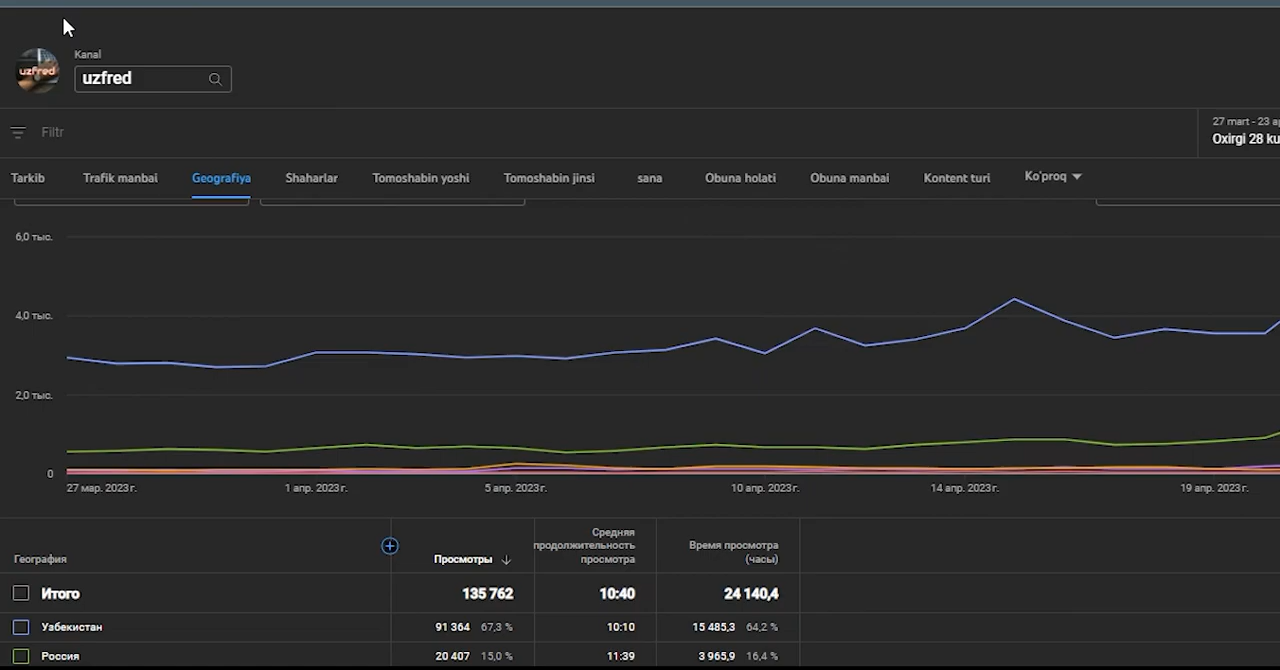 Kanal
uzfred
uzfred
Filtr
27 mart - 23 ap
Oxirgi 28 ku
Tarkib Trafik manbai Geografiya Shaharlar Tomoshabin yoshi Tomoshabin jinsi sana Obuna holati Obuna manbai Kontent turi Ko'proq
6,0 тыс.
4,0 тыс.
2,0 тыс.
0
27 мар. 2023 г. 1 апр. 2023 г. 5 апр. 2023 г. 10 апр. 2023 г. 14 апр. 2023 г. 19 апр. 2023 г.
География
Просмотры
Средняя
продолжительность
просмотра
Время просмотра
(часы)
Итого 135 762 10:40 24 140,4
Узбекистан 91 364 67,3 % 10:10 15 485,3 64,2 %
Россия 20 407 15,0 % 11:39 3 965,9 16,4 %